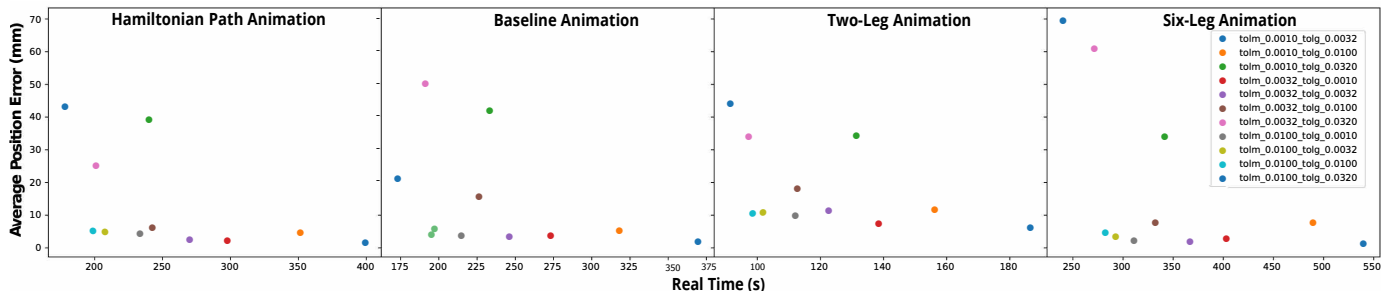 Hamiltonian Path Animation
Baseline Animation
Two-Leg Animation
Six-Leg Animation
Average Position Error (mm)
70
60
50
40
30
20
10
0
tolm_0.0010_tolg_0.0032
tolm_0.0010_tolg_0.0100
tolm_0.0010_tolg_0.0320
tolm_0.0032_tolg_0.0010
tolm_0.0032_tolg_0.0032
tolm_0.0032_tolg_0.0100
tolm_0.0032_tolg_0.0320
tolm_0.0100_tolg_0.0010
tolm_0.0100_tolg_0.0032
tolm_0.0100_tolg_0.0100
tolm_0.0100_tolg_0.0320
200 250 300 350 400
175 200 225 250 275 300 325 350 375
100 120 140 160 180
250 300 350 400 450 500 550
Real Time (s)